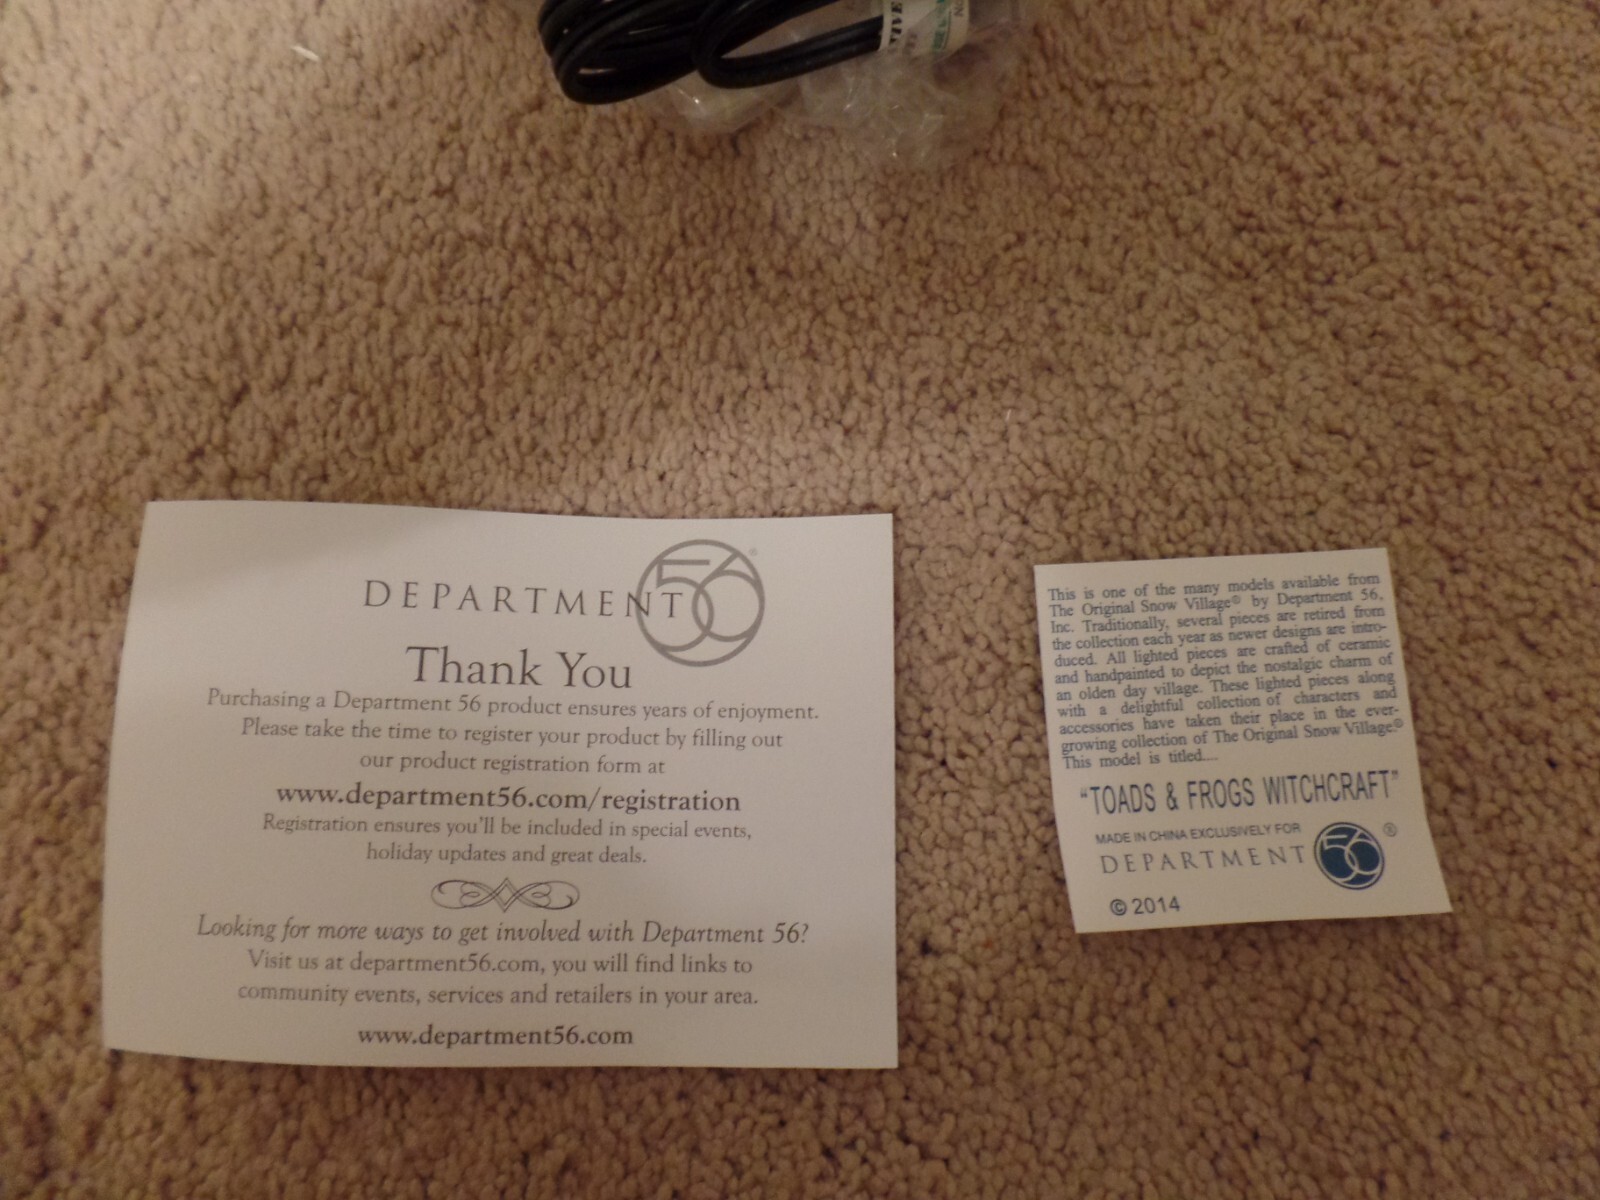 DEPARTMENT 56®
Thank You
Purchasing a Department 56 product ensures years of enjoyment.
Please take the time to register your product by filling out
our product registration form at
www.department56.com/registration
Registration ensures you'll be included in special events,
holiday updates and great deals.
Looking for more ways to get involved with Department 56?
Visit us at department56.com, you will find links to
community events, services and retailers in your area.
www.department56.com
This is one of the many models available from
The Original Snow Village® by Department 56,
Inc. Traditionally, several pieces are retired from
the collection each year as newer designs are intro-
duced. All lighted pieces are crafted of ceramic
and handpainted to depict the nostalgic charm of
an olden day village. These lighted pieces along
with a delightful collection of characters and
accessories have taken their place in the ever-
growing collection of The Original Snow Village.®
This model is titled....
"TOADS & FROGS WITCHCRAFT"
MADE IN CHINA EXCLUSIVELY FOR
DEPARTMENT 56®
© 2014